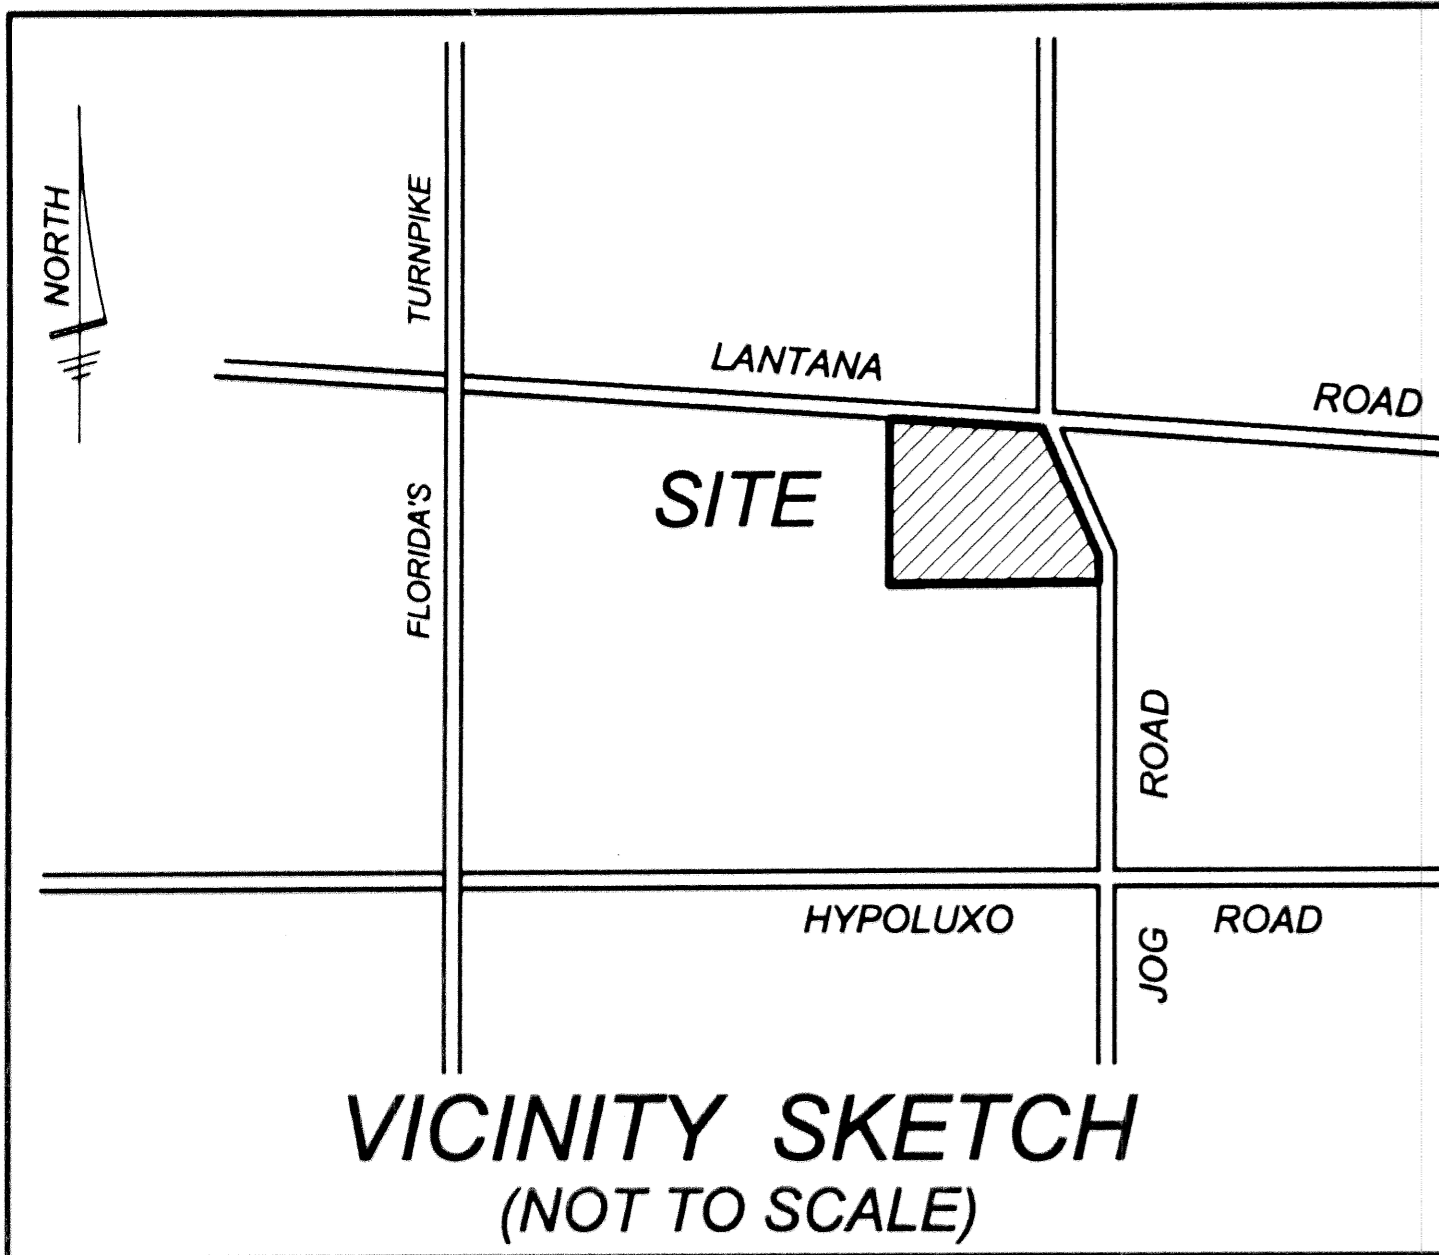 NORTH
TURNPIKE
LANTANA
ROAD
SITE
FLORIDA'S
ROAD
HYPOLUXO
ROAD
JOG
VICINITY SKETCH
(NOT TO SCALE)